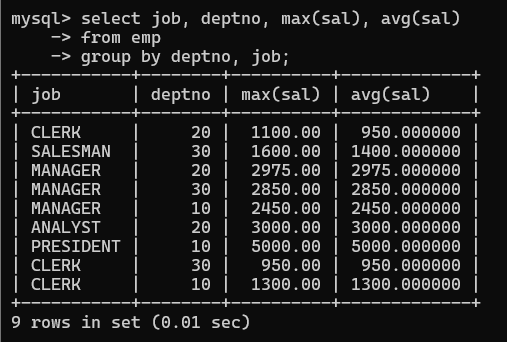 mysql> select job, deptno, max(sal), avg(sal)
    -> from emp
    -> group by deptno, job;
+-----------+--------+----------+-------------+
| job       | deptno | max(sal) | avg(sal)    |
+-----------+--------+----------+-------------+
| CLERK     |     20 |  1100.00 |  950.000000 |
| SALESMAN  |     30 |  1600.00 | 1400.000000 |
| MANAGER   |     20 |  2975.00 | 2975.000000 |
| MANAGER   |     30 |  2850.00 | 2850.000000 |
| MANAGER   |     10 |  2450.00 | 2450.000000 |
| ANALYST   |     20 |  3000.00 | 3000.000000 |
| PRESIDENT |     10 |  5000.00 | 5000.000000 |
| CLERK     |     30 |   950.00 |  950.000000 |
| CLERK     |     10 |  1300.00 | 1300.000000 |
+-----------+--------+----------+-------------+
9 rows in set (0.01 sec)